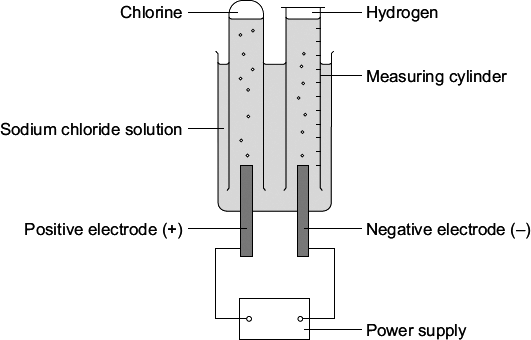 Chlorine
Hydrogen
Measuring cylinder
Sodium chloride solution
Positive electrode (+)
Negative electrode (–)
Power supply